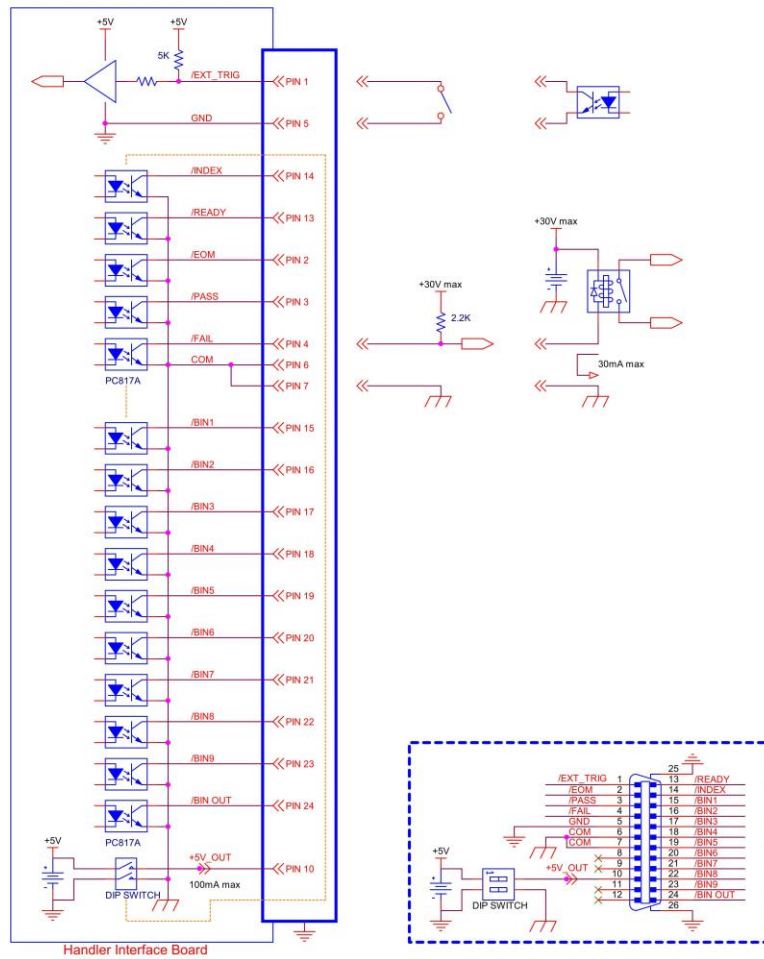 +5V
+5V
5K
/EXT_TRIG
PIN 1
GND
PIN 5
/INDEX
PIN 14
/READY
PIN 13
/EOM
PIN 2
/PASS
PIN 3
/FAIL
PIN 4
COM
PIN 6
PIN 7
PC817A
/BIN1
PIN 15
/BIN2
PIN 16
/BIN3
PIN 17
/BIN4
PIN 18
/BIN5
PIN 19
/BIN6
PIN 20
/BIN7
PIN 21
/BIN8
PIN 22
/BIN9
PIN 23
/BIN OUT
PIN 24
PC817A
+5V
+5V_OUT
PIN 10
100mA max
DIP SWITCH
Handler Interface Board
+30V max
2.2K
+30V max
30mA max
25
/EXT_TRIG 1 13 /READY
/EOM 2 14 /INDEX
/PASS 3 15 /BIN1
/FAIL 4 16 /BIN2
GND 5 17 /BIN3
COM 6 18 /BIN4
COM 7 19 /BIN5
8 20 /BIN6
9 21 /BIN7
+5V
+5V_OUT 10 22 /BIN8
11 23 /BIN9
12 24 /BIN OUT
26
DIP SWITCH